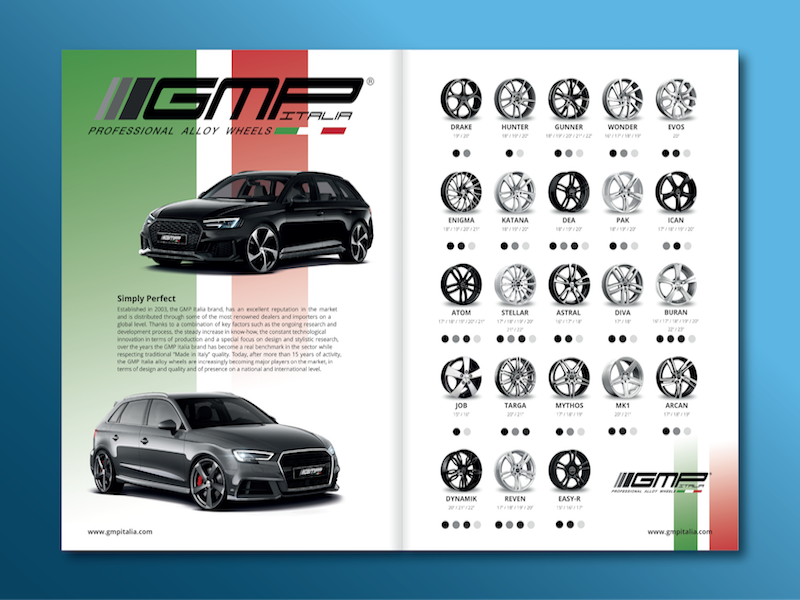 GMP®
ITALIA
PROFESSIONAL ALLOY WHEELS
Simply Perfect
Established in 2003, the GMP Italia brand, has an excellent reputation in the market
and is distributed through some of the most renowned dealers and importers on a
global level. Thanks to a combination of key factors such as the ongoing research and
development process, the steady increase in know-how, the constant technological
innovation in terms of production and a special focus on design and stylistic research,
over the years the GMP Italia brand has become a real benchmark in the sector while
respecting traditional "Made in Italy" quality. Today, after more than 15 years of activity,
the GMP Italia alloy wheels are increasingly becoming major players on the market, in
terms of design and quality and of presence on a national and international level.
www.gmpitalia.com
DRAKE HUNTER GUNNER WONDER EVOS
19" / 20" 18" / 19" / 20" 18" / 19" / 20" / 21" / 22" 16" / 17" / 18" / 19" 20"
ENIGMA KATANA DEA PAK ICAN
18" / 19" / 20" / 21" 18" / 19" / 20" 18" / 19" / 20" 18" / 19" / 20" 17" / 18" / 19" / 20"
ATOM STELLAR ASTRAL DIVA BURAN
17" / 18" / 19" / 20" / 21" 17" / 18" / 19" / 20" 16" / 17" / 18" 17" / 18" 16" / 17" / 18" / 19" / 20"
21" / 22" 22" / 23"
JOB TARGA MYTHOS MK1 ARCAN
15" / 16" 20" / 21" 17" / 18" / 19" 20" / 21" 17" / 18" / 19"
DYNAMIK REVEN EASY-R
20" / 21" / 22" 17" / 18" / 19" / 20" 15" / 16" / 17"
GMP®
ITALIA
PROFESSIONAL ALLOY WHEELS
www.gmpitalia.com